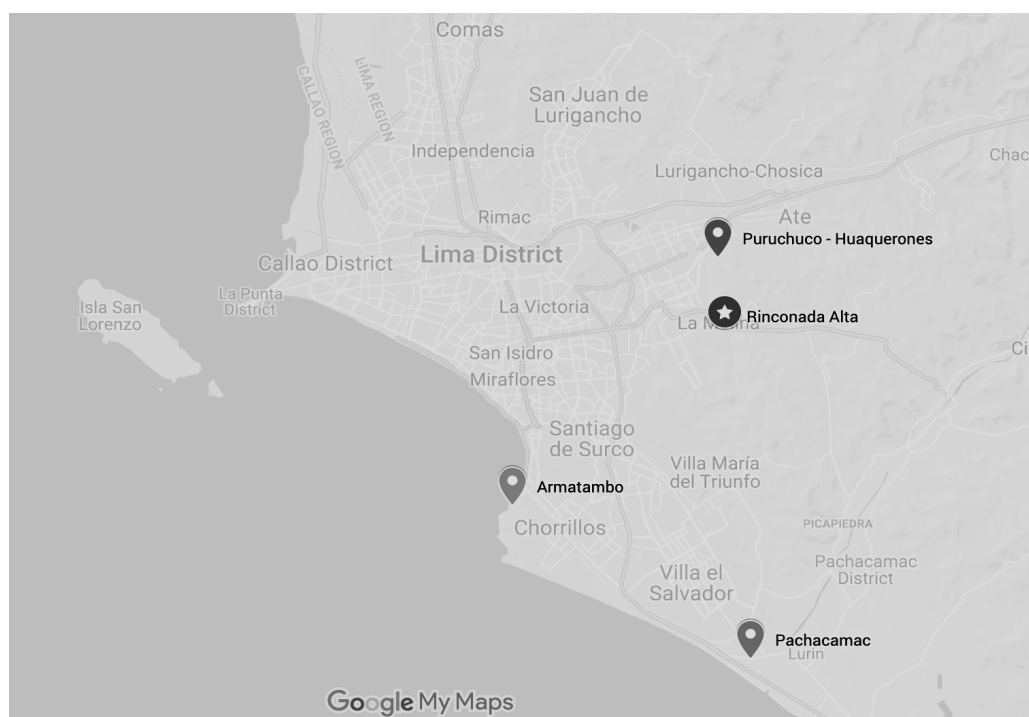 Comas
CALLAO REGION
LIMA REGION
San Juan de
Lurigancho
Independencia
Lurigancho-Chosica
Chac
Rimac
Ate
Lima District
Puruchuco - Huaquerones
Callao District
La Punta
District
Isla San
Lorenzo
La Victoria
La
Rinconada Alta
San Isidro
Miraflores
Ci
Santiago
de Surco
Villa María
del Triunfo
Armatambo
Chorrillos
PICAPIEDRA
Pachacamac
District
Villa el
Salvador
Pachacamac
Lurin
Google My Maps